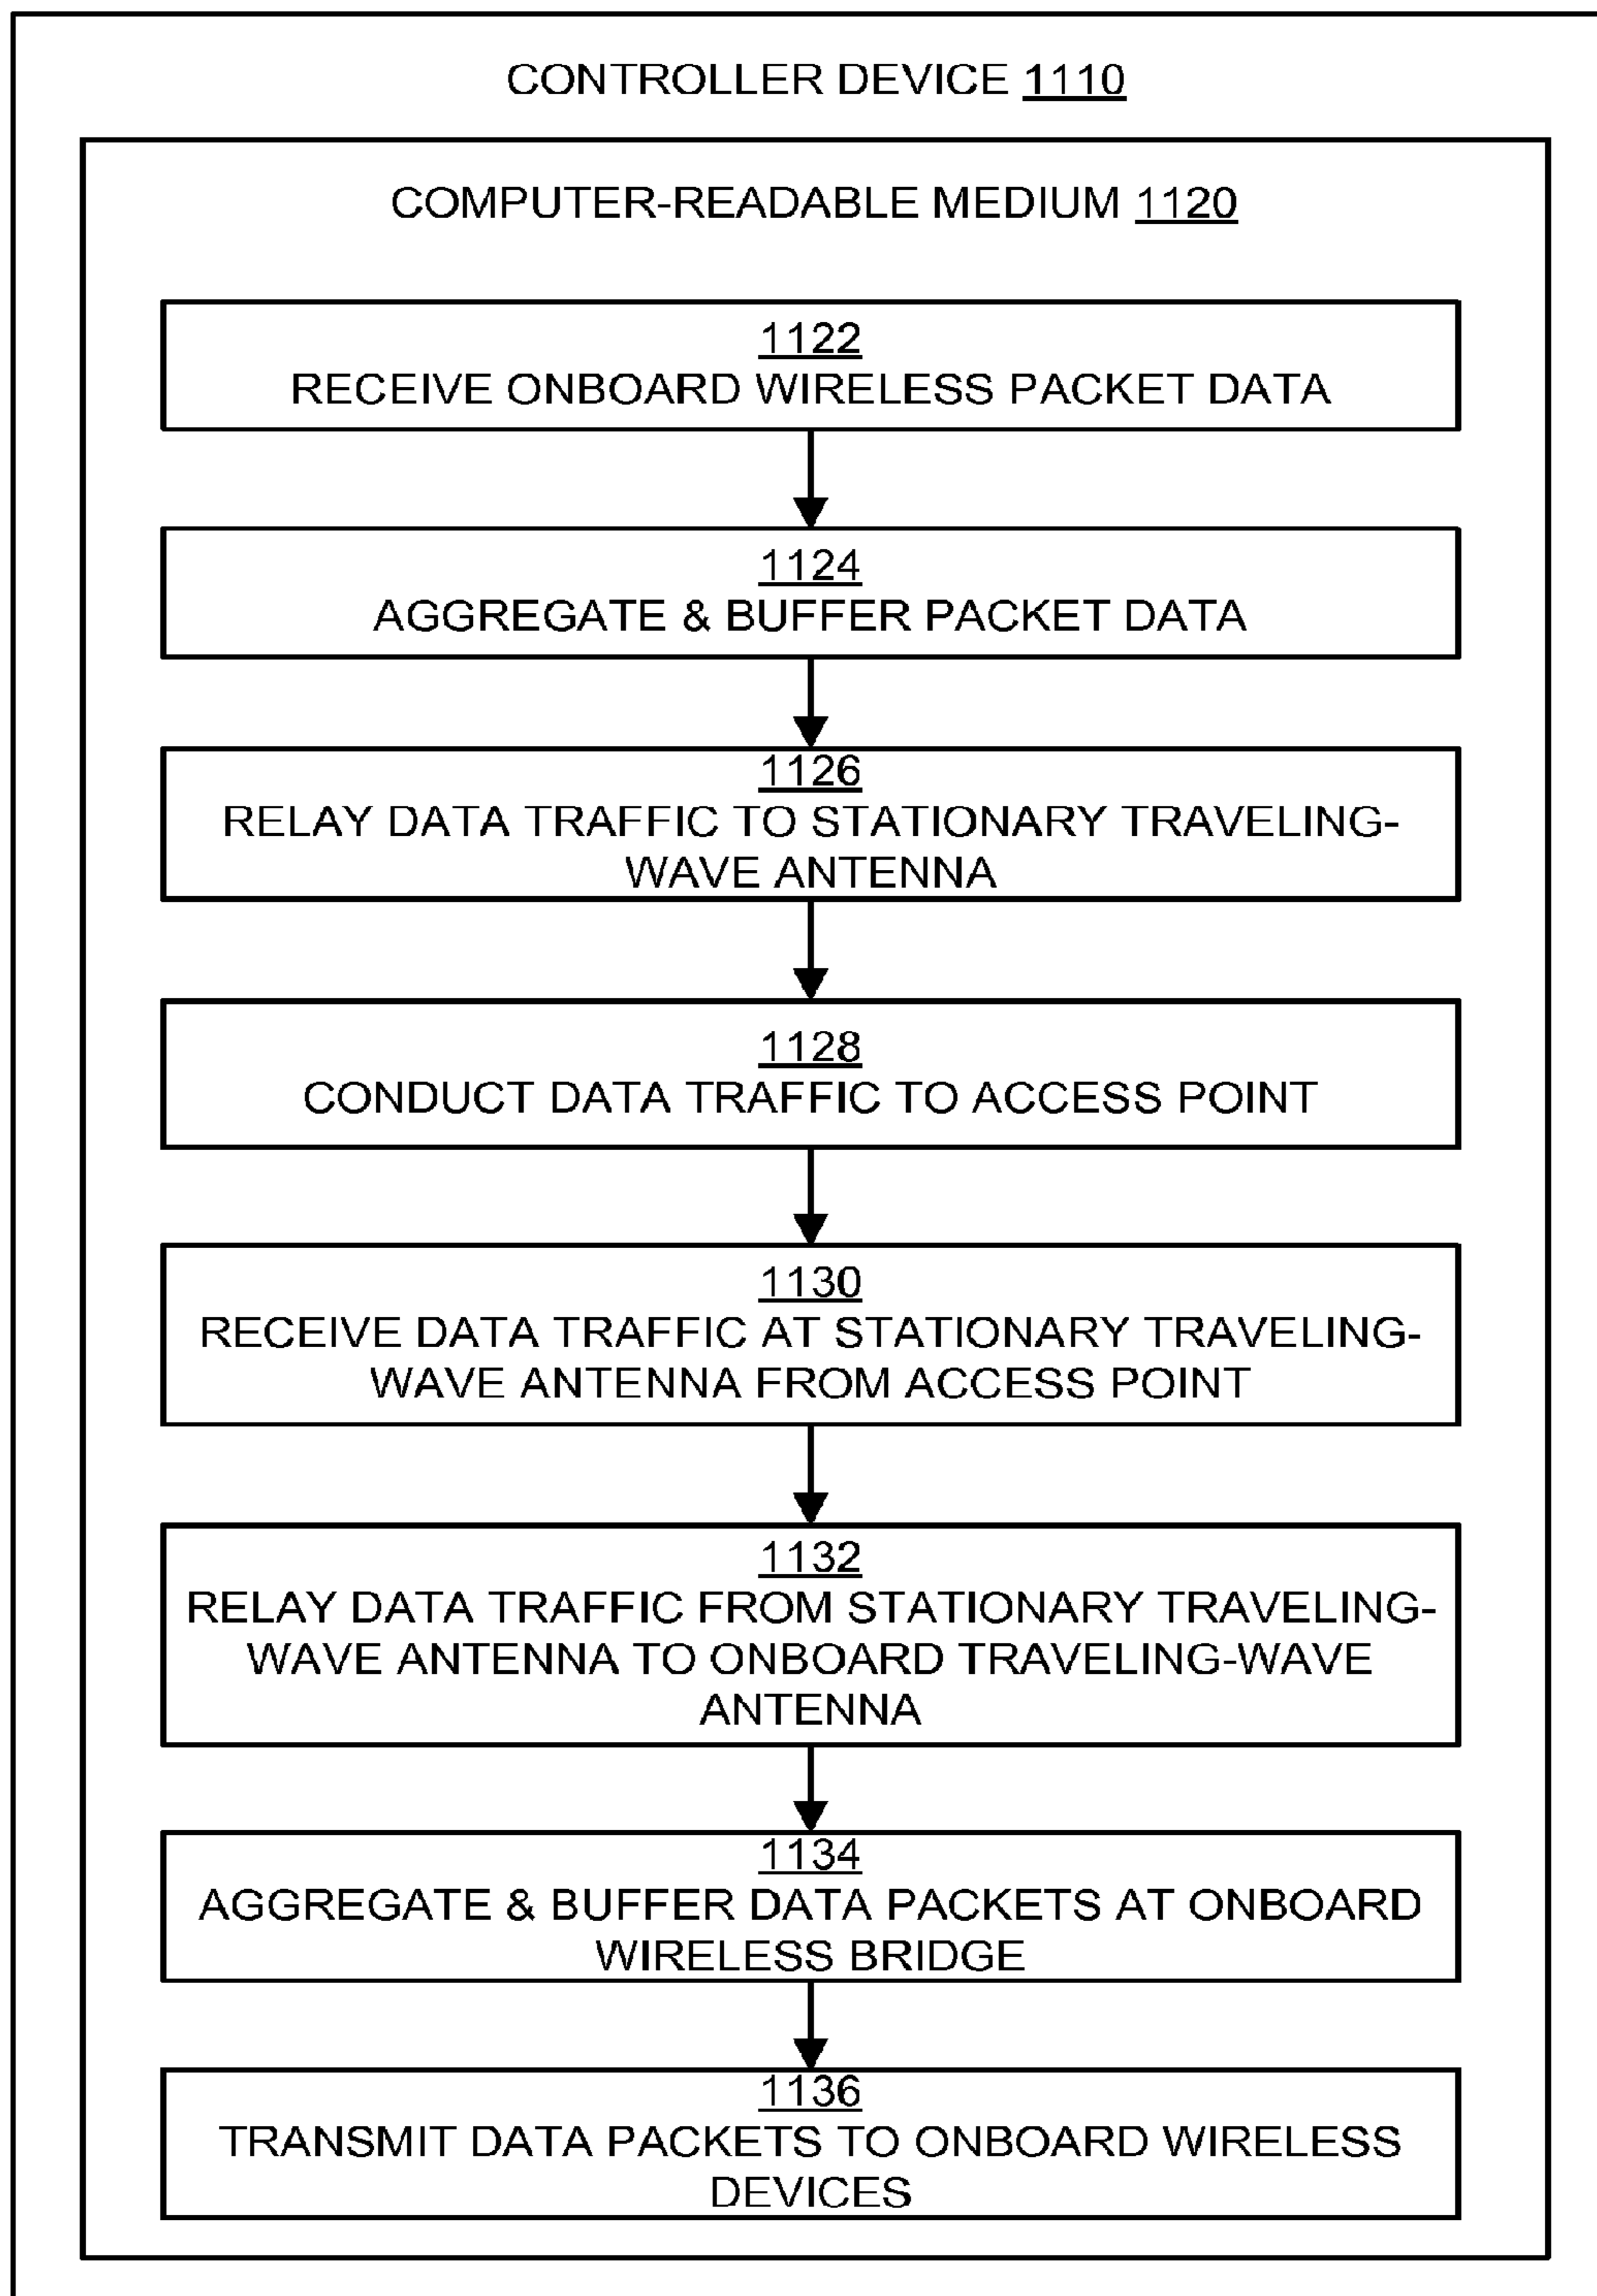 CONTROLLER DEVICE 1110
COMPUTER-READABLE MEDIUM 1120
1122
RECEIVE ONBOARD WIRELESS PACKET DATA
1124
AGGREGATE & BUFFER PACKET DATA
1126
RELAY DATA TRAFFIC TO STATIONARY TRAVELING-
WAVE ANTENNA
1128
CONDUCT DATA TRAFFIC TO ACCESS POINT
1130
RECEIVE DATA TRAFFIC AT STATIONARY TRAVELING-
WAVE ANTENNA FROM ACCESS POINT
1132
RELAY DATA TRAFFIC FROM STATIONARY TRAVELING-
WAVE ANTENNA TO ONBOARD TRAVELING-WAVE
ANTENNA
1134
AGGREGATE & BUFFER DATA PACKETS AT ONBOARD
WIRELESS BRIDGE
1136
TRANSMIT DATA PACKETS TO ONBOARD WIRELESS
DEVICES